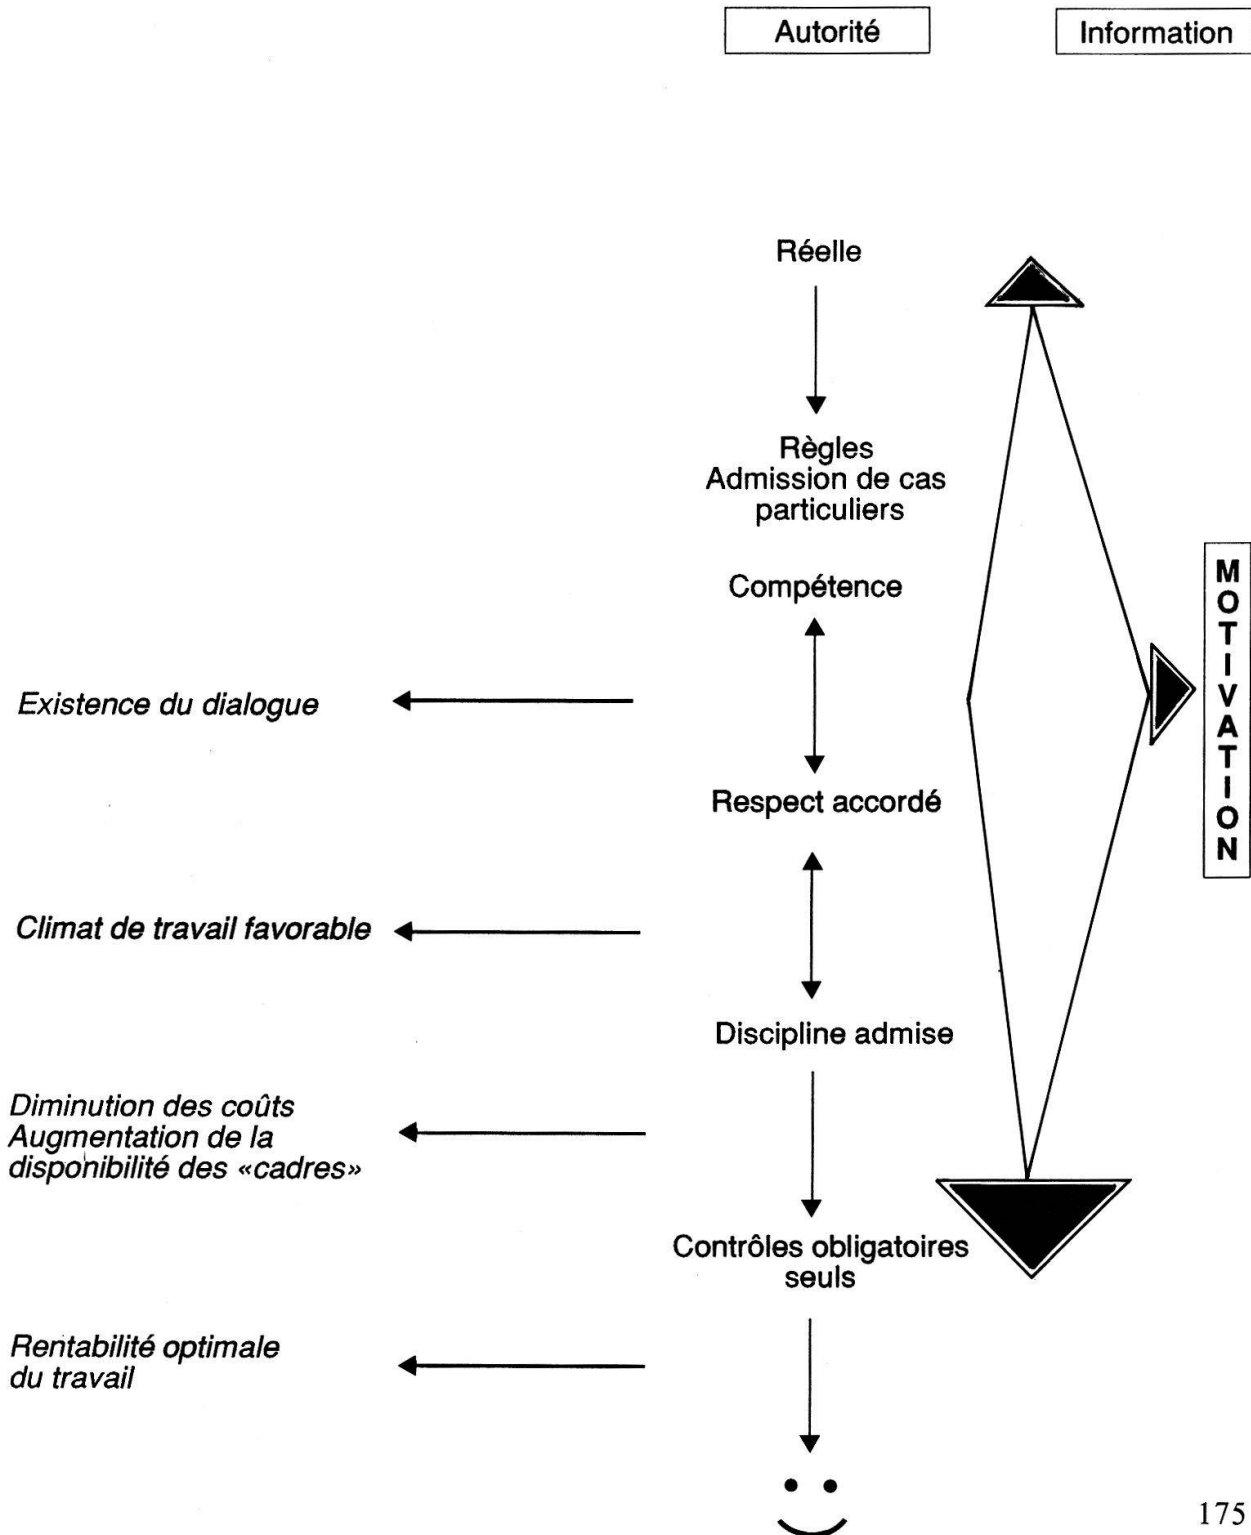 Autorité
Information
Réelle
Règles
Admission de cas
particuliers
Compétence
MOTIVATION
Existence du dialogue
Respect accordé
Climat de travail favorable
Discipline admise
Diminution des coûts
Augmentation de la
disponibilité des «cadres»
Contrôles obligatoires
seuls
Rentabilité optimale
du travail
175